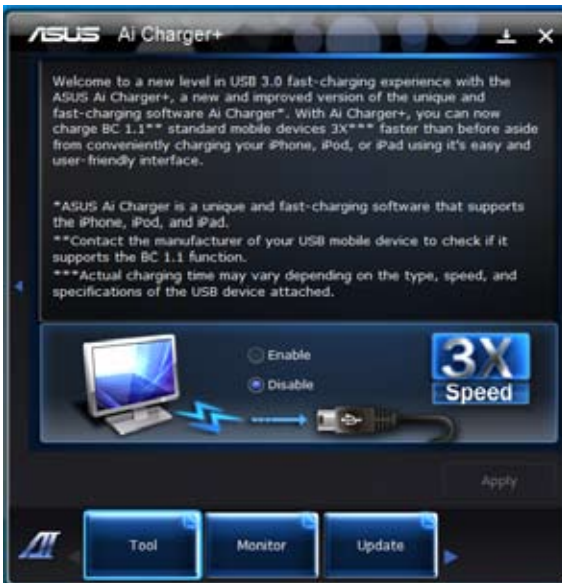 ASUS Ai Charger+
Welcome to a new level in USB 3.0 fast-charging experience with the
ASUS Ai Charger+, a new and improved version of the unique and
fast-charging software Ai Charger*. With Ai Charger+, you can now
charge BC 1.1** standard mobile devices 3X*** faster than before aside
from conveniently charging your iPhone, iPod, or iPad using it's easy and
user-friendly interface.
*ASUS Ai Charger is a unique and fast-charging software that supports
the iPhone, iPod, and iPad.
**Contact the manufacturer of your USB mobile device to check if it
supports the BC 1.1 function.
***Actual charging time may vary depending on the type, speed, and
specifications of the USB device attached.
Enable
Disable
3X
Speed
Apply
AI
Tool
Monitor
Update